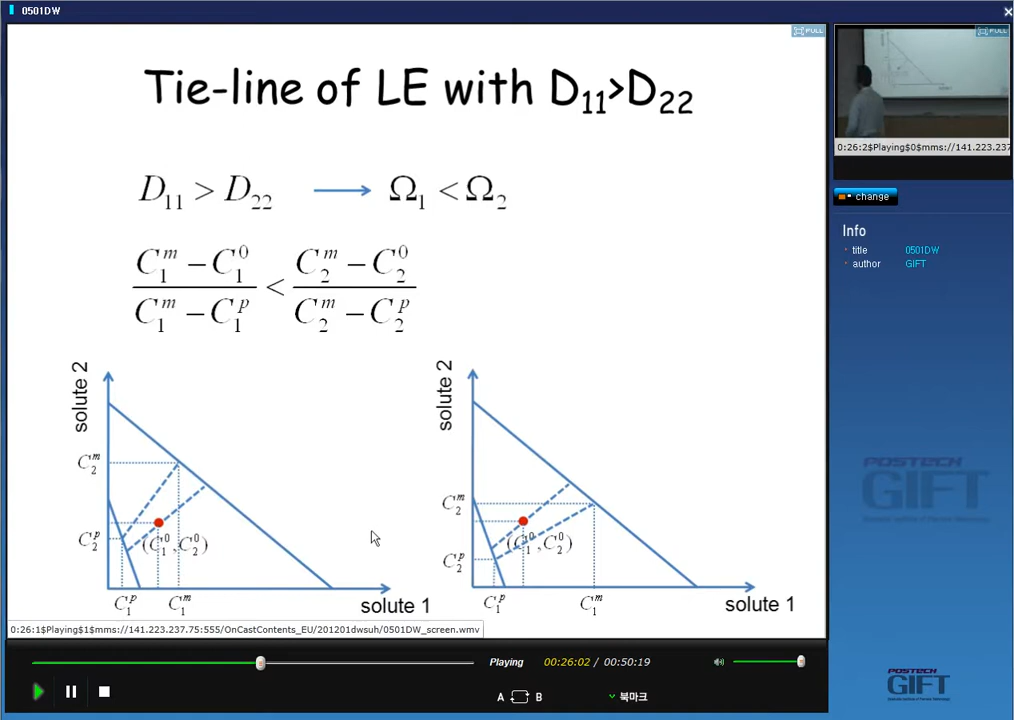 0501DW
FULL
FULL
Tie-line of LE with D₁₁>D₂₂
D₁₁ > D₂₂ → Ω₁ < Ω₂
(C₁ᵐ − C₁⁰)/(C₁ᵐ − C₁ᵖ) < (C₂ᵐ − C₂⁰)/(C₂ᵐ − C₂ᵖ)
solute 2
C₂ᵐ
C₂ᵖ
(C₁⁰, C₂⁰)
C₁ᵖ C₁ᵐ
solute 1
solute 2
C₂ᵐ
C₂ᵖ
(C₁⁰, C₂⁰)
C₁ᵖ C₁ᵐ
solute 1
0:26:1$Playing$1$mms://141.223.237.75:555/OnCastContents_EU/201201dwsuh/0501DW_screen.wmv
0:26:2$Playing$0$mms://141.223.237
change
Info
title 0501DW
author GIFT
POSTECH
GIFT
Playing 00:26:02 / 00:50:19
A B 북마크
POSTECH
GIFT